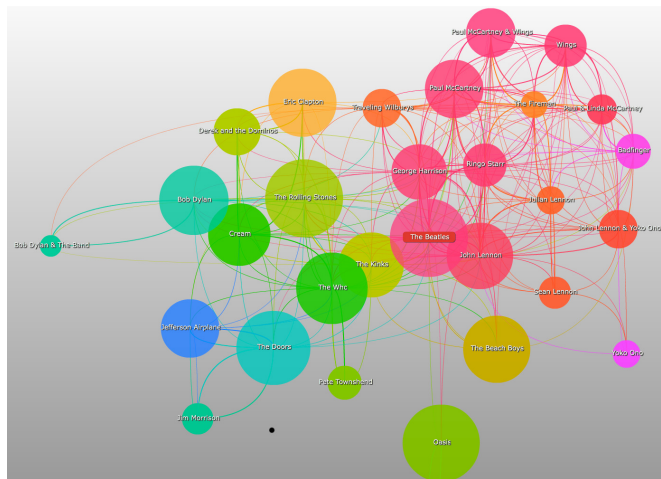 Paul McCartney & Wings
Wings
Paul McCartney
Eric Clapton
Traveling Wilburys
The Fireman
Paul & Linda McCartney
Derek and the Dominos
Badfinger
Ringo Starr
George Harrison
Bob Dylan
The Rolling Stones
Julian Lennon
John Lennon & Yoko Ono
Cream
The Beatles
Bob Dylan & The Band
John Lennon
The Kinks
The Who
Sean Lennon
Jefferson Airplane
The Doors
The Beach Boys
Yoko Ono
Pete Townshend
Jim Morrison
Oasis